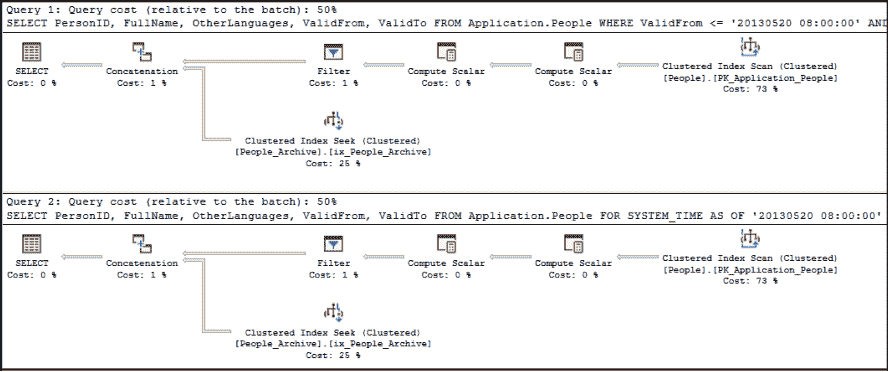 Query 1: Query cost (relative to the batch): 50%
SELECT PersonID, FullName, OtherLanguages, ValidFrom, ValidTo FROM Application.People WHERE ValidFrom <= '20130520 08:00:00' AND
SELECT
Cost: 0 %
Concatenation
Cost: 1 %
Filter
Cost: 1 %
Compute Scalar
Cost: 0 %
Compute Scalar
Cost: 0 %
Clustered Index Scan (Clustered)
[People].[PK_Application_People]
Cost: 73 %
Clustered Index Seek (Clustered)
[People_Archive].[ix_People_Archive]
Cost: 25 %
Query 2: Query cost (relative to the batch): 50%
SELECT PersonID, FullName, OtherLanguages, ValidFrom, ValidTo FROM Application.People FOR SYSTEM_TIME AS OF '20130520 08:00:00'
SELECT
Cost: 0 %
Concatenation
Cost: 1 %
Filter
Cost: 1 %
Compute Scalar
Cost: 0 %
Compute Scalar
Cost: 0 %
Clustered Index Scan (Clustered)
[People].[PK_Application_People]
Cost: 73 %
Clustered Index Seek (Clustered)
[People_Archive].[ix_People_Archive]
Cost: 25 %